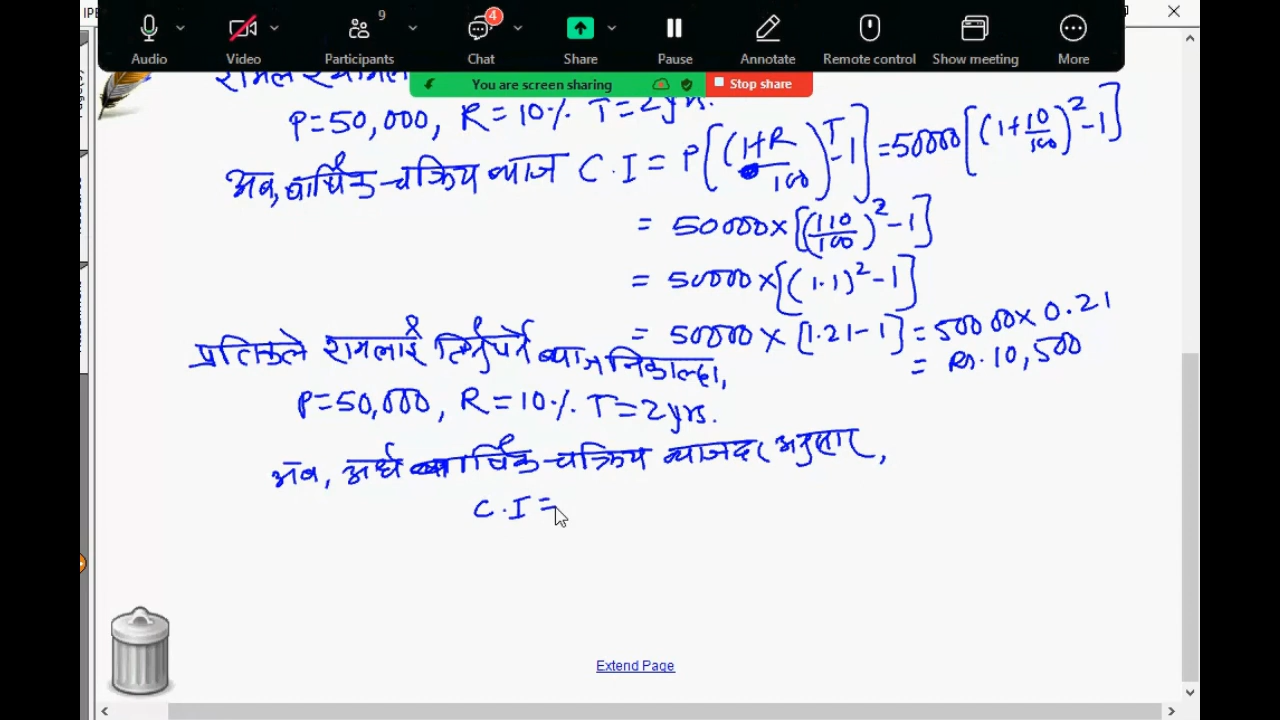 IPE
9
4
Audio Video Participants Chat Share Pause Annotate Remote control Show meeting More
You are screen sharing Stop share
P=50,000, R=10% T=2yrs.
अब, वार्षिक चक्रिय ब्याज C.I = P[(1+R/100)^T-1] = 50000[(1+10/100)^2-1]
= 50000×[(110/100)^2-1]
= 50000×[(1.1)^2-1]
= 50000×[1.21-1] = 50000×0.21
= Rs. 10,500
प्रतिकले रामलाई तिर्नुपर्ने ब्याज निकाल्दा,
P=50,000, R=10% T=2yrs.
अब, अर्ध वार्षिक चक्रिय ब्याजदर अनुसार,
C.I =
Extend Page